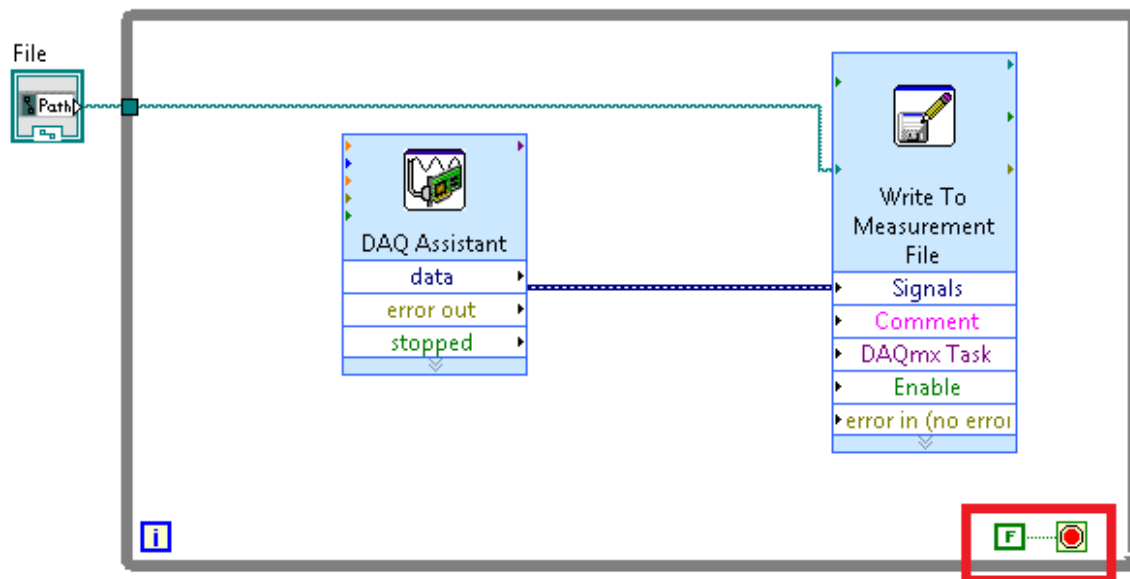 File
Path
DAQ Assistant
data
error out
stopped
Write To
Measurement
File
Signals
Comment
DAQmx Task
Enable
error in (no error
i
F